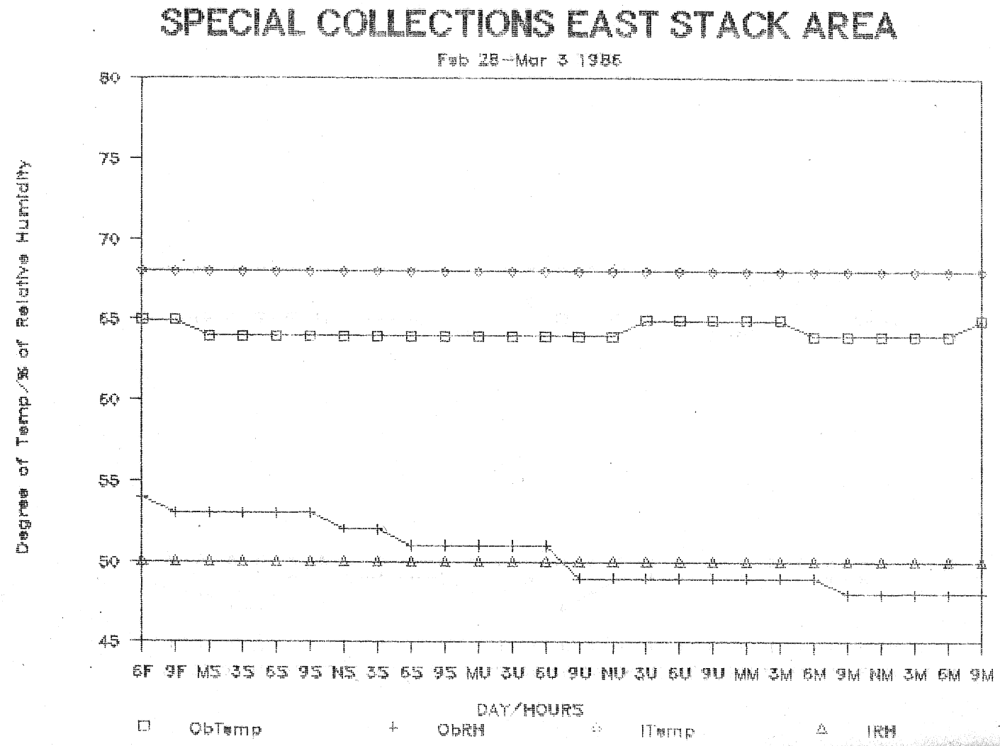 SPECIAL COLLECTIONS EAST STACK AREA
Feb 28-Mar 3 1986
80
75
70
65
60
55
50
45
Degree of Temp/% of Relative Humidity
6F 9F MS 3S 6S 9S NS 3S 6S 9S MU 3U 6U 9U NU 3U 6U 9U MM 3M 6M 9M NM 3M 6M 9M
DAY/HOURS
ObTemp ObRH ITemp IRH